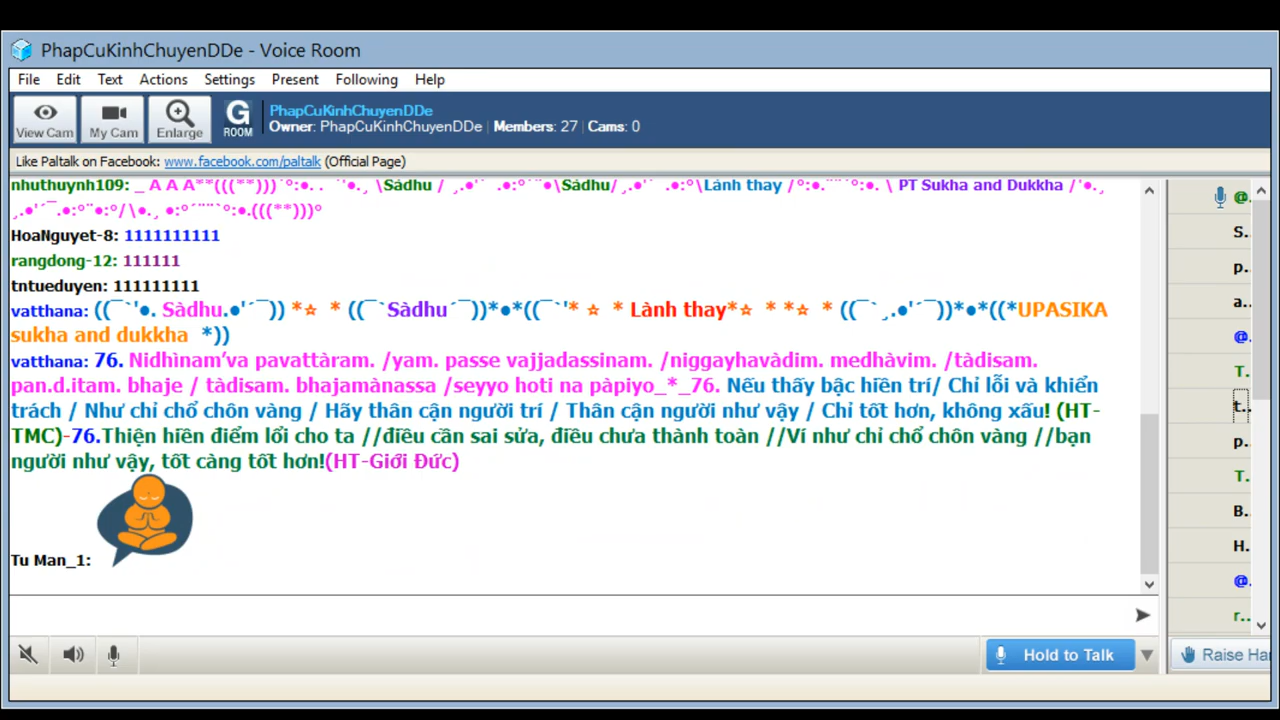 PhapCuKinhChuyenDDe - Voice Room
File Edit Text Actions Settings Present Following Help
View Cam My Cam Enlarge G ROOM
PhapCuKinhChuyenDDe
Owner: PhapCuKinhChuyenDDe | Members: 27 | Cams: 0
Like Paltalk on Facebook: www.facebook.com/paltalk (Official Page)
nhuthuynh109: _ A A A**(((**)))´°:•. . ´'•.¸ \Sàdhu / ¸.•'´ .•:°´¨•\Sàdhu/ ¸.•'´ .•:°\Lành thay /°:•.¨¨`°:•. \ PT Sukha and Dukkha /'•.¸
¸.•'´¯.•:°¨•:°/\•.¸ •:°´¨¨`°:•.(((**)))°
HoaNguyet-8: 1111111111
rangdong-12: 111111
tntueduyen: 111111111
vatthana: ((¯`'•. Sàdhu.•'´¯)) *☆ * ((¯`Sàdhu´¯))*•*((¯`'* ☆ * Lành thay*☆ * *☆ * ((¯`¸.•'´¯))*•*((*UPASIKA
sukha and dukkha *))
vatthana: 76. Nidhìnam’va pavattàram. /yam. passe vajjadassinam. /niggayhavàdim. medhàvim. /tàdisam.
pan.d.itam. bhaje / tàdisam. bhajamànassa /seyyo hoti na pàpiyo_*_76. Nếu thấy bậc hiền trí/ Chỉ lỗi và khiển
trách / Như chỉ chổ chôn vàng / Hãy thân cận người trí / Thân cận người như vậy / Chỉ tốt hơn, không xấu! (HT-
TMC)-76.Thiện hiền điểm lổi cho ta //điều cần sai sửa, điều chưa thành toàn //Ví như chỉ chổ chôn vàng //bạn
người như vậy, tốt càng tốt hơn!(HT-Giới Đức)
Tu Man_1:
@.
S..
p..
a..
@.
T.
t..
p..
T.
B..
H.
@.
r..
Hold to Talk
Raise Ha